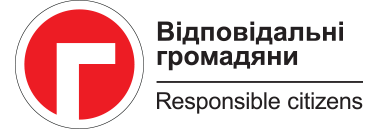 Г
Відповідальні
громадяни
Responsible citizens